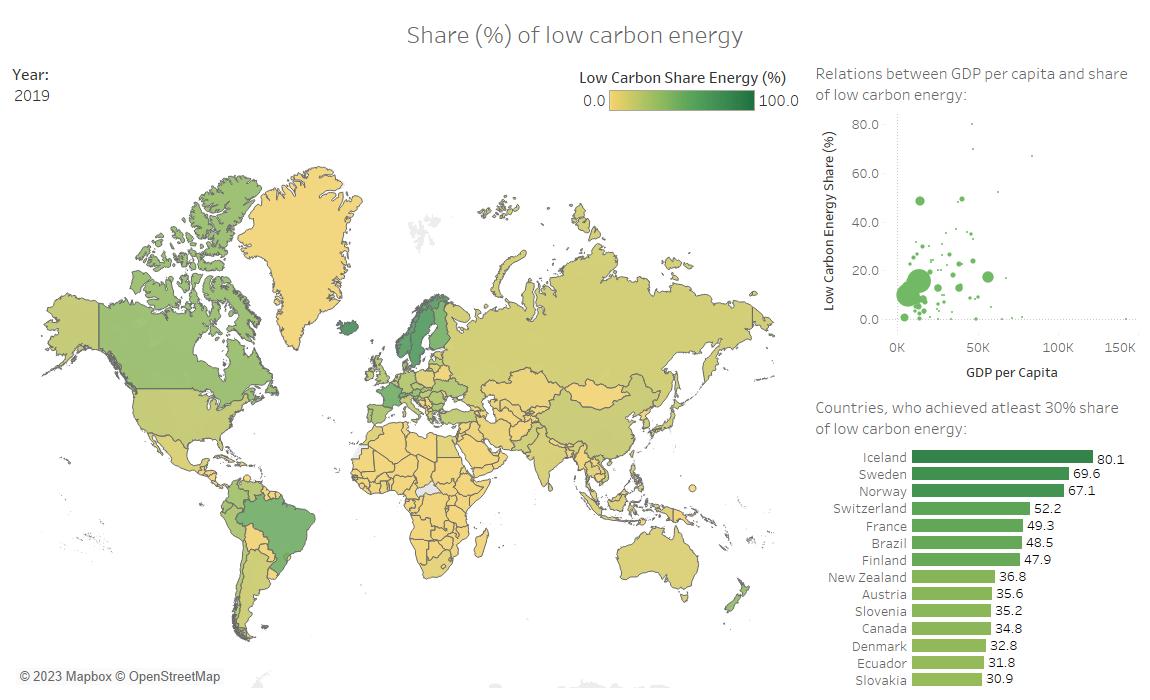 Share (%) of low carbon energy
Year:
2019
Low Carbon Share Energy (%)
0.0 100.0
© 2023 Mapbox © OpenStreetMap
Relations between GDP per capita and share
of low carbon energy:
Low Carbon Energy Share (%)
80.0
60.0
40.0
20.0
0.0
0K 50K 100K 150K
GDP per Capita
Countries, who achieved atleast 30% share
of low carbon energy:
Iceland 80.1
Sweden 69.6
Norway 67.1
Switzerland 52.2
France 49.3
Brazil 48.5
Finland 47.9
New Zealand 36.8
Austria 35.6
Slovenia 35.2
Canada 34.8
Denmark 32.8
Ecuador 31.8
Slovakia 30.9